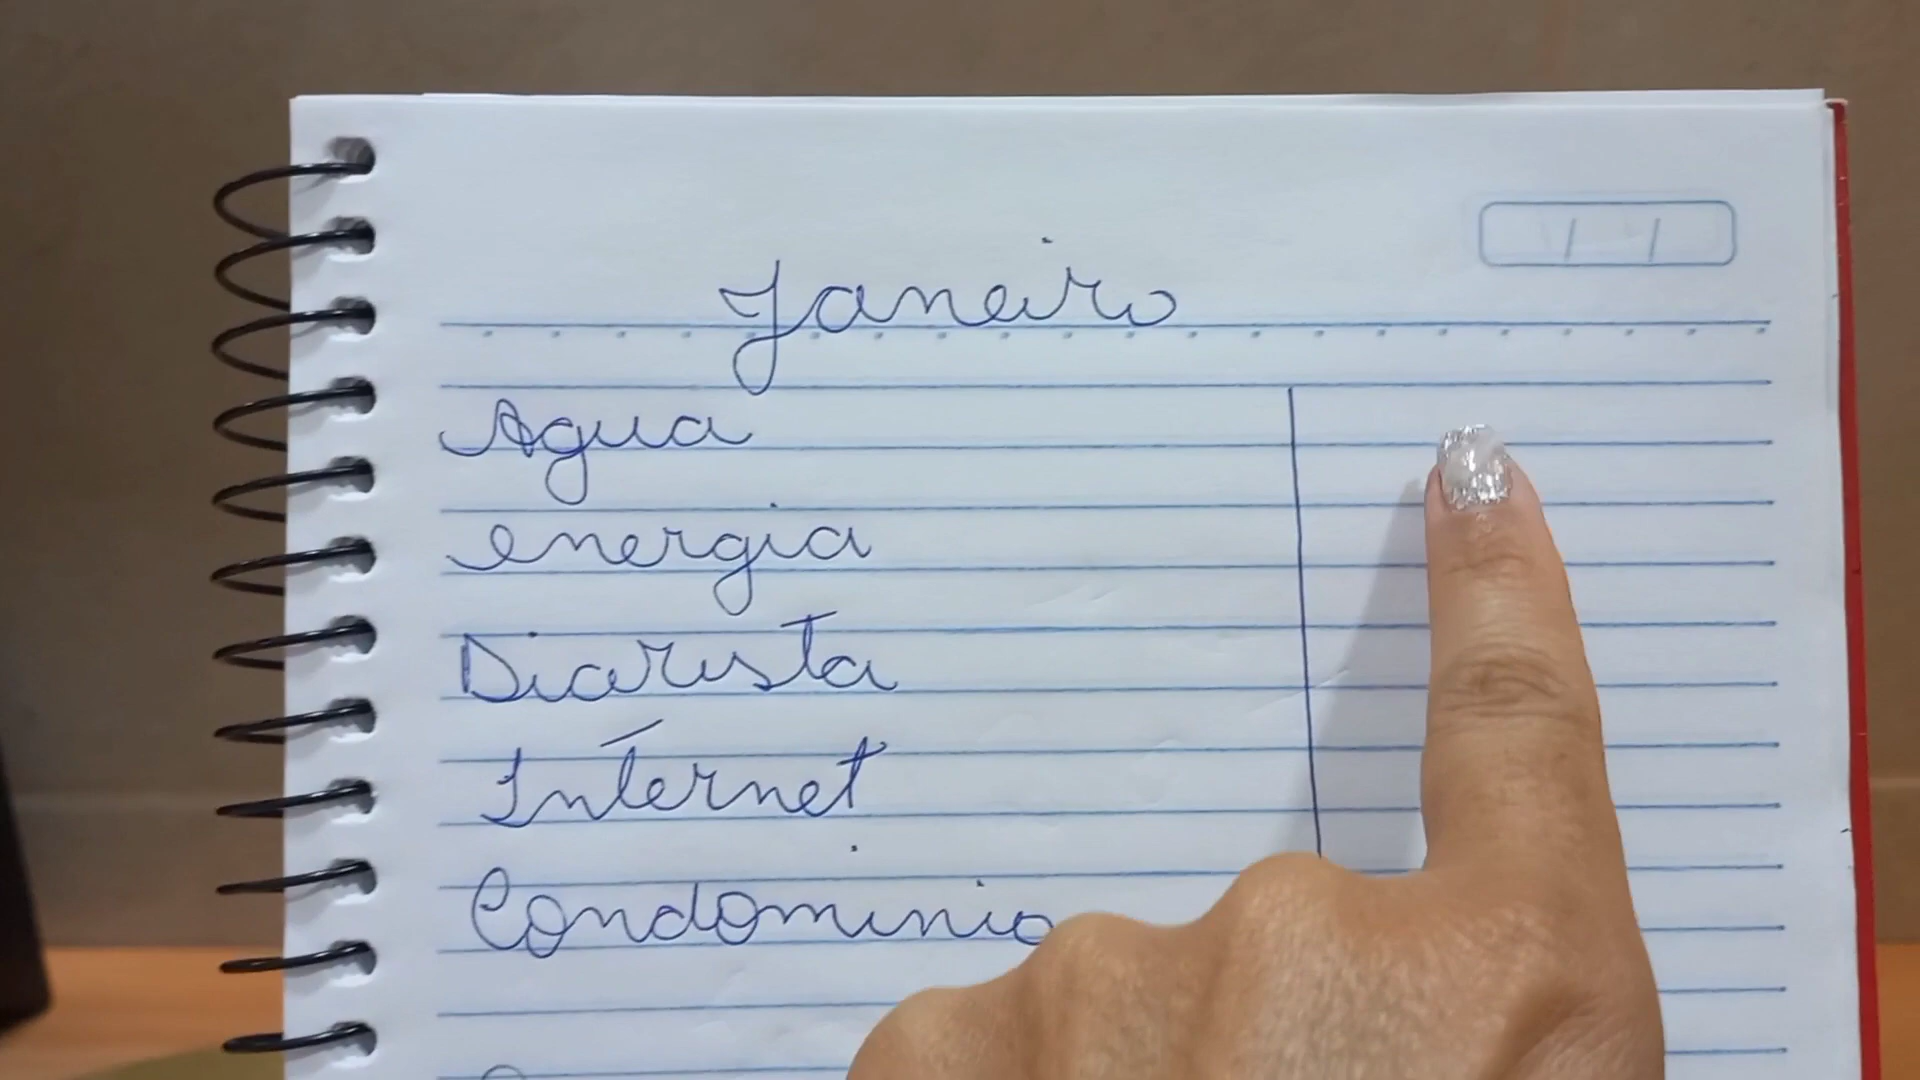 Janeiro
Agua
energia
Diarista
Internet
Condominio